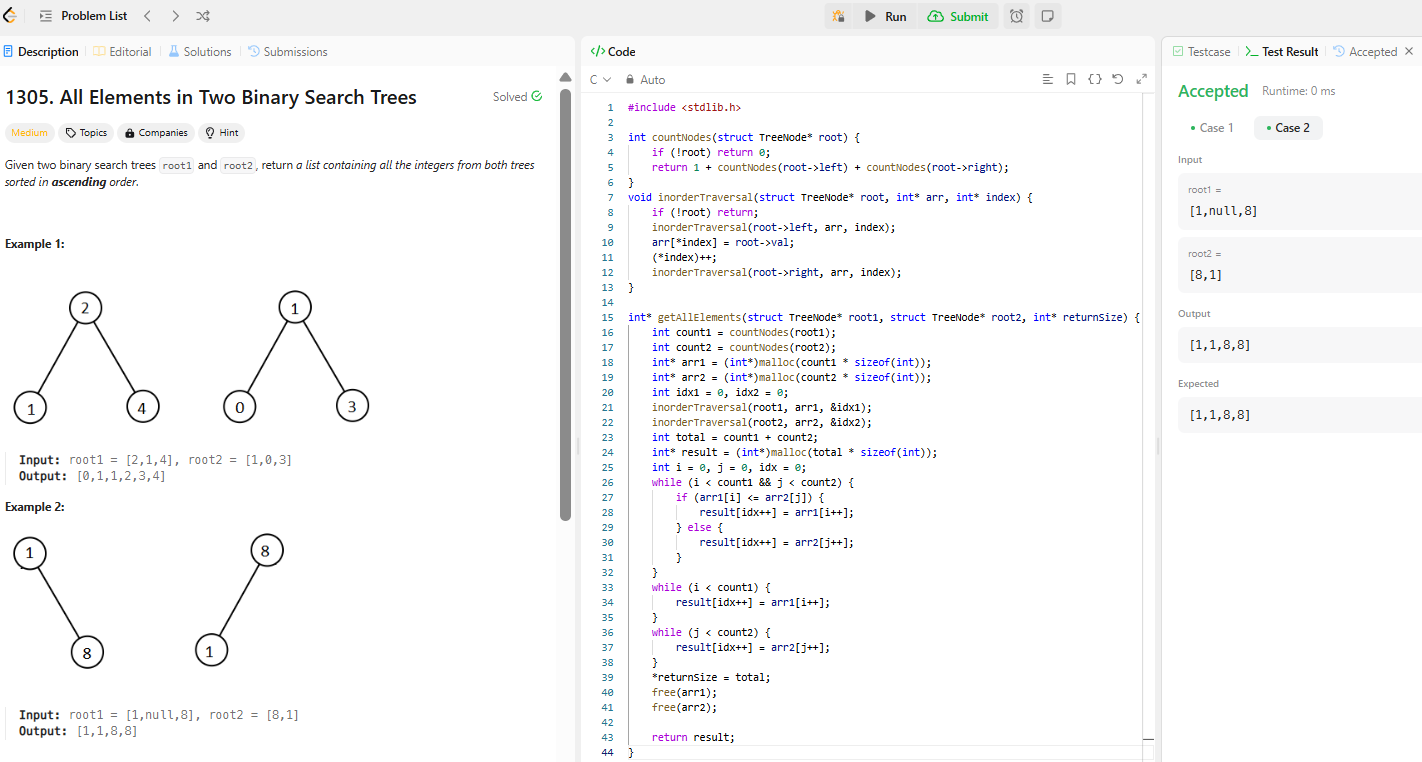 Problem List
Run
Submit
Description
Editorial
Solutions
Submissions
1305. All Elements in Two Binary Search Trees
Solved
Medium
Topics
Companies
Hint
Given two binary search trees root1 and root2, return a list containing all the integers from both trees
sorted in ascending order.
Example 1:
2
1
4
1
0
3
Input: root1 = [2,1,4], root2 = [1,0,3]
Output: [0,1,1,2,3,4]
Example 2:
1
8
8
1
Input: root1 = [1,null,8], root2 = [8,1]
Output: [1,1,8,8]
</> Code
C
Auto
1 #include <stdlib.h>
2
3 int countNodes(struct TreeNode* root) {
4     if (!root) return 0;
5     return 1 + countNodes(root->left) + countNodes(root->right);
6 }
7 void inorderTraversal(struct TreeNode* root, int* arr, int* index) {
8     if (!root) return;
9     inorderTraversal(root->left, arr, index);
10     arr[*index] = root->val;
11     (*index)++;
12     inorderTraversal(root->right, arr, index);
13 }
14
15 int* getAllElements(struct TreeNode* root1, struct TreeNode* root2, int* returnSize) {
16     int count1 = countNodes(root1);
17     int count2 = countNodes(root2);
18     int* arr1 = (int*)malloc(count1 * sizeof(int));
19     int* arr2 = (int*)malloc(count2 * sizeof(int));
20     int idx1 = 0, idx2 = 0;
21     inorderTraversal(root1, arr1, &idx1);
22     inorderTraversal(root2, arr2, &idx2);
23     int total = count1 + count2;
24     int* result = (int*)malloc(total * sizeof(int));
25     int i = 0, j = 0, idx = 0;
26     while (i < count1 && j < count2) {
27         if (arr1[i] <= arr2[j]) {
28             result[idx++] = arr1[i++];
29         } else {
30             result[idx++] = arr2[j++];
31         }
32     }
33     while (i < count1) {
34         result[idx++] = arr1[i++];
35     }
36     while (j < count2) {
37         result[idx++] = arr2[j++];
38     }
39     *returnSize = total;
40     free(arr1);
41     free(arr2);
42
43     return result;
44 }
Testcase
Test Result
Accepted
Accepted
Runtime: 0 ms
• Case 1
• Case 2
Input
root1 =
[1,null,8]
root2 =
[8,1]
Output
[1,1,8,8]
Expected
[1,1,8,8]